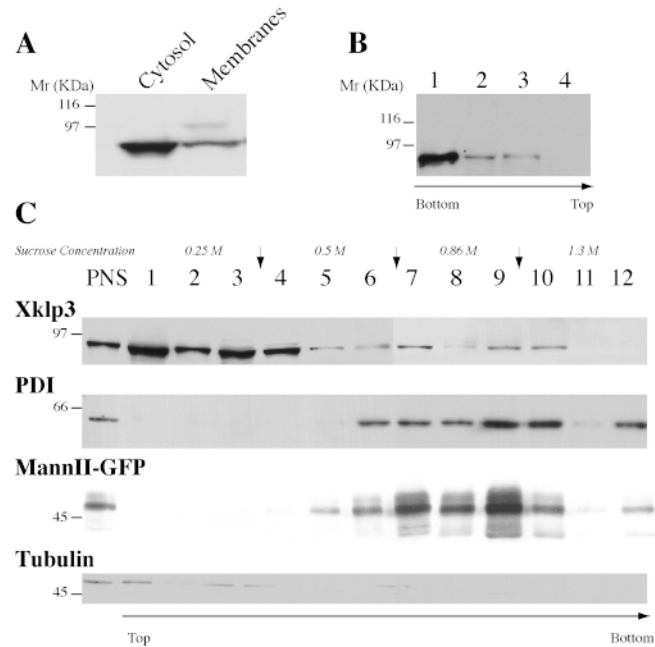 A
Cytosol
Membranes
Mr (KDa)
116
97
B
1 2 3 4
Mr (KDa)
116
97
Bottom Top
C
Sucrose Concentration 0.25 M 0.5 M 0.86 M 1.3 M
PNS 1 2 3 4 5 6 7 8 9 10 11 12
Xklp3
97
PDI
66
MannII-GFP
45
Tubulin
45
Top Bottom